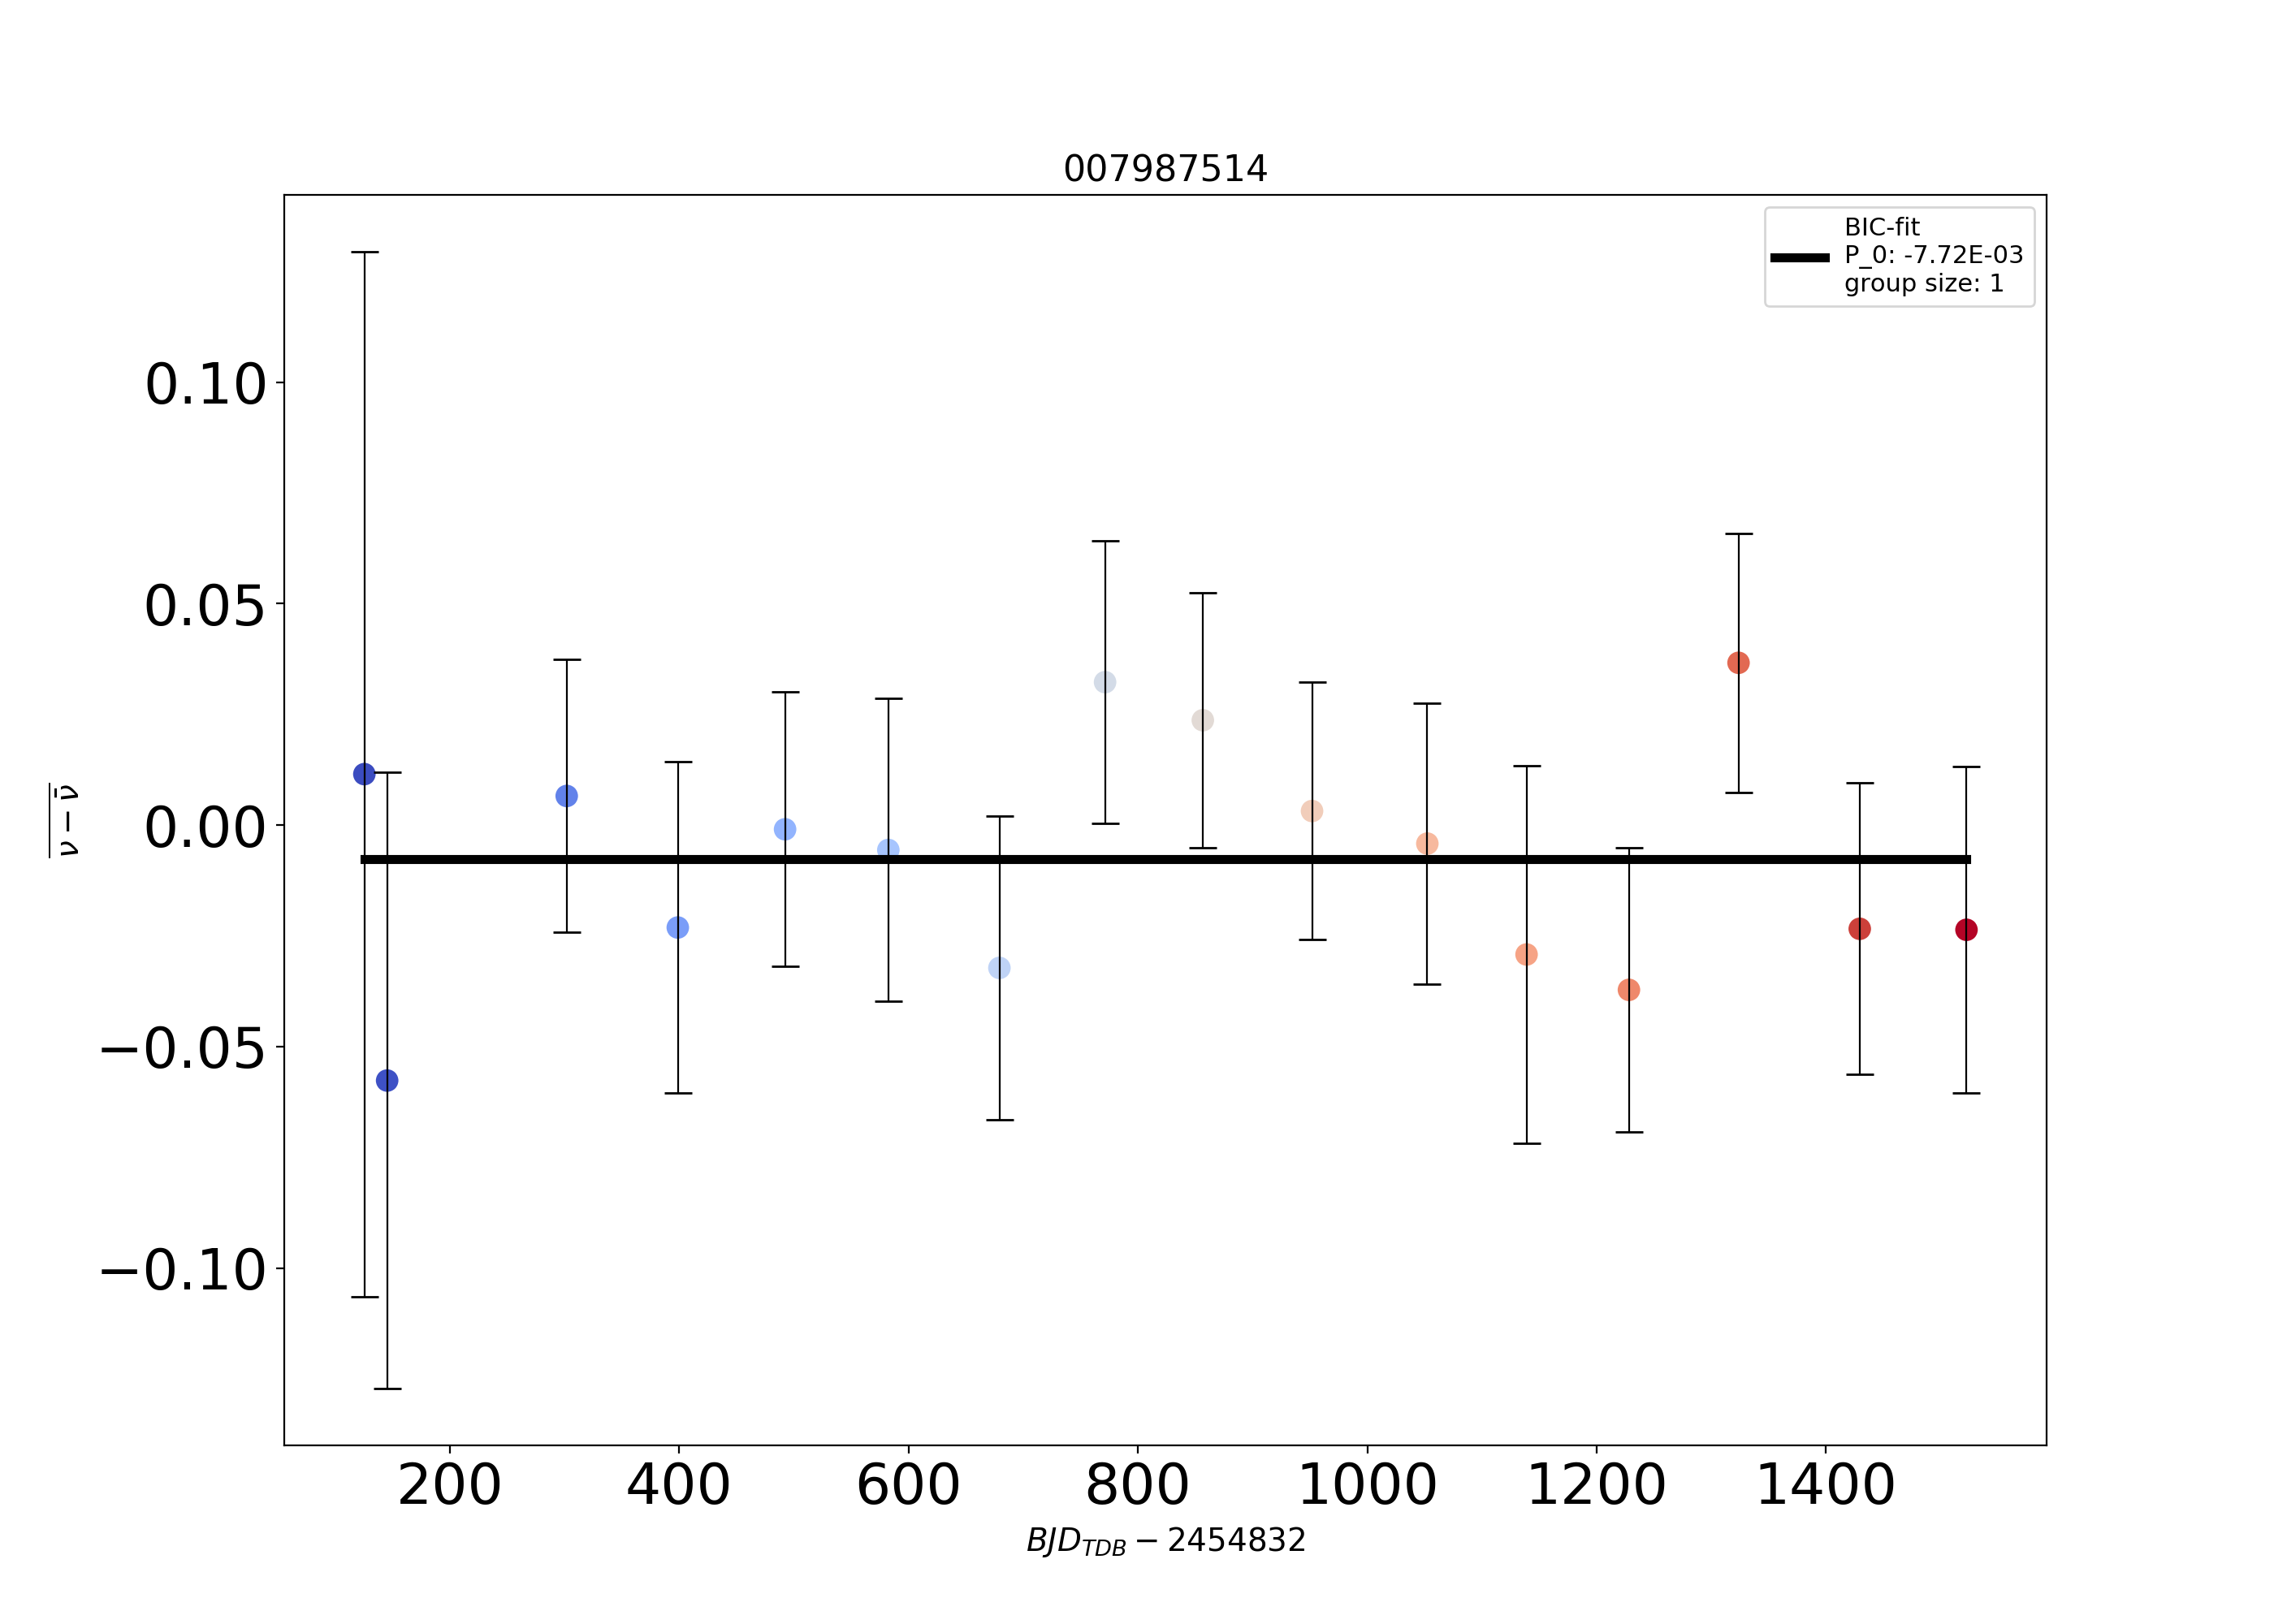 007987514
BIC-fit
P_0: -7.72E-03
group size: 1
0.10
0.05
0.00
−0.05
−0.10
ν − ν̄
200 400 600 800 1000 1200 1400
BJD_TDB − 2454832